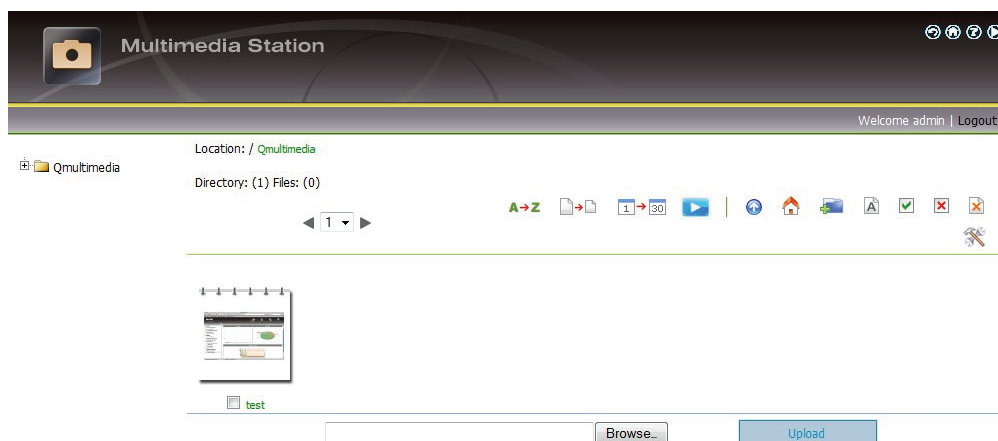 Multimedia Station
Welcome admin | Logout
Location: / Qmultimedia
Qmultimedia
Directory: (1) Files: (0)
A→Z 1→30 A
1
test
Browse...
Upload